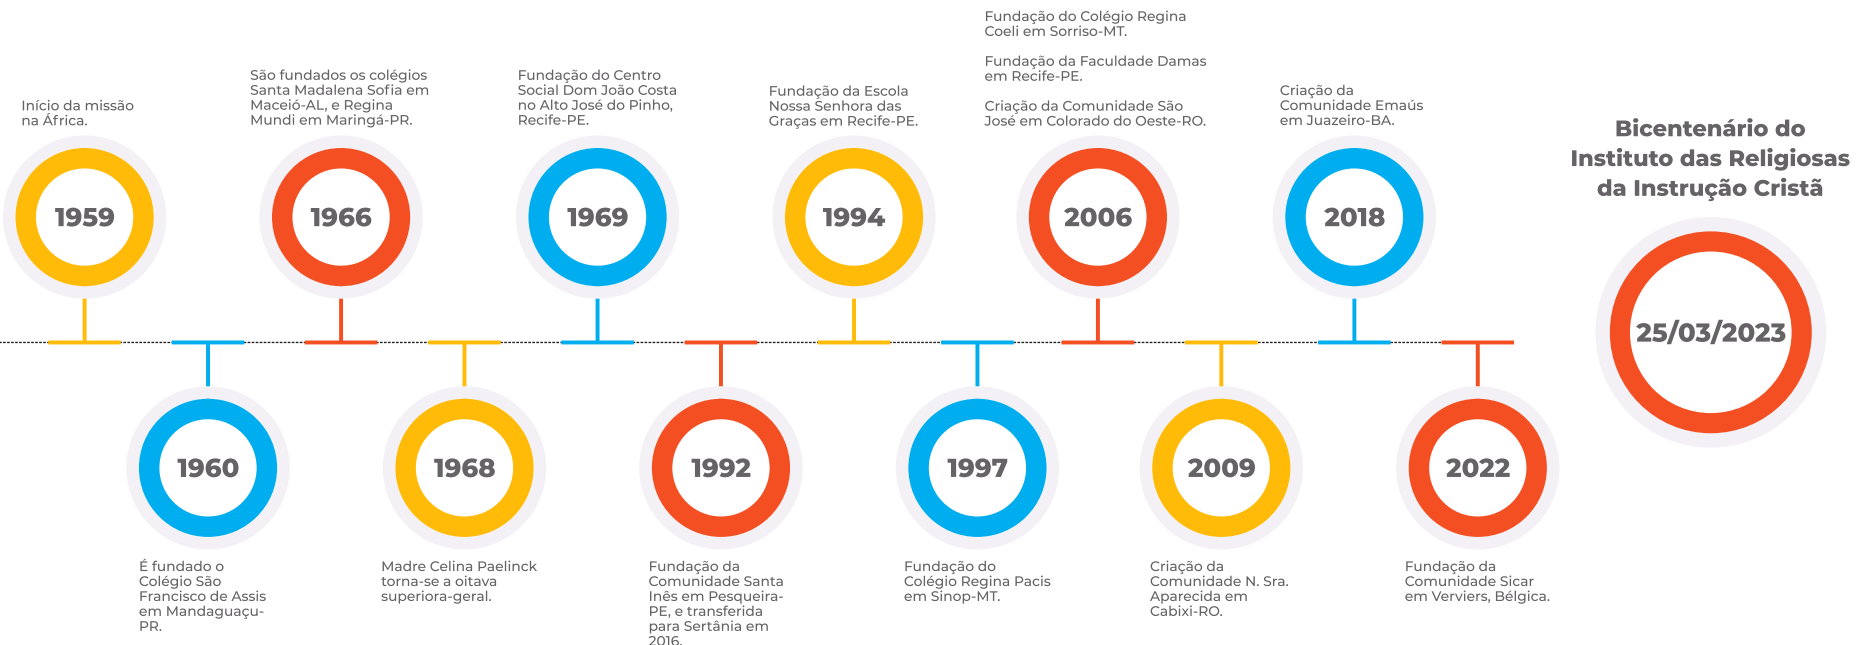 Início da missão
na África.
1959
É fundado o
Colégio São
Francisco de Assis
em Mandaguaçu-
PR.
1960
São fundados os colégios
Santa Madalena Sofia em
Maceió-AL, e Regina
Mundi em Maringá-PR.
1966
Madre Celina Paelinck
torna-se a oitava
superiora-geral.
1968
Fundação do Centro
Social Dom João Costa
no Alto José do Pinho,
Recife-PE.
1969
Fundação da
Comunidade Santa
Inês em Pesqueira-
PE, e transferida
para Sertânia em
2016.
1992
Fundação da Escola
Nossa Senhora das
Graças em Recife-PE.
1994
Fundação do
Colégio Regina Pacis
em Sinop-MT.
1997
Fundação do Colégio Regina
Coeli em Sorriso-MT.
Fundação da Faculdade Damas
em Recife-PE.
Criação da Comunidade São
José em Colorado do Oeste-RO.
2006
Criação da
Comunidade N. Sra.
Aparecida em
Cabixi-RO.
2009
Criação da
Comunidade Emaús
em Juazeiro-BA.
2018
Fundação da
Comunidade Sicar
em Verviers, Bélgica.
2022
Bicentenário do
Instituto das Religiosas
da Instrução Cristã
25/03/2023